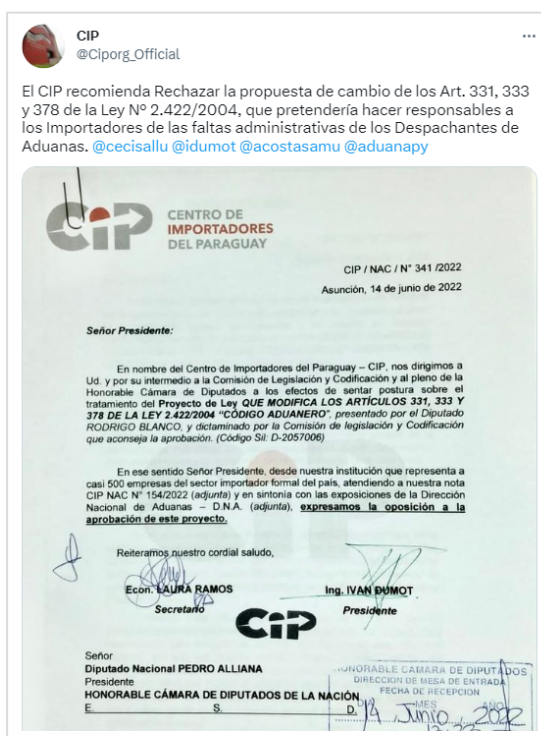 CIP
@Ciporg_Official
El CIP recomienda Rechazar la propuesta de cambio de los Art. 331, 333
y 378 de la Ley Nº 2.422/2004, que pretendería hacer responsables a
los Importadores de las faltas administrativas de los Despachantes de
Aduanas. @cecisallu @idumot @acostasamu @aduanapy
CIP
CENTRO DE
IMPORTADORES
DEL PARAGUAY
CIP / NAC / N° 341 /2022
Asunción, 14 de junio de 2022
Señor Presidente:
En nombre del Centro de Importadores del Paraguay – CIP, nos dirigimos a
Ud. y por su intermedio a la Comisión de Legislación y Codificación y al pleno de la
Honorable Cámara de Diputados a los efectos de sentar postura sobre el
tratamiento del Proyecto de Ley QUE MODIFICA LOS ARTÍCULOS 331, 333 Y
378 DE LA LEY 2.422/2004 "CÓDIGO ADUANERO", presentado por el Diputado
RODRIGO BLANCO, y dictaminado por la Comisión de legislación y Codificación
que aconseja la aprobación. (Código Sil: D-2057006)
En ese sentido Señor Presidente, desde nuestra institución que representa a
casi 500 empresas del sector importador formal del país, atendiendo a nuestra nota
CIP NAC N° 154/2022 (adjunta) y en sintonía con las exposiciones de la Dirección
Nacional de Aduanas – D.N.A. (adjunta), expresamos la oposición a la
aprobación de este proyecto.
Reiteramos nuestro cordial saludo,
Econ. LAURA RAMOS
Secretario
Ing. IVAN DUMOT
Presidente
CIP
Señor
Diputado Nacional PEDRO ALLIANA
Presidente
HONORABLE CÁMARA DE DIPUTADOS DE LA NACIÓN
E. S. D.
HONORABLE CAMARA DE DIPUTADOS
DIRECCION DE MESA DE ENTRADA
FECHA DE RECEPCION
DIA MES AÑO
14 Junio 2022